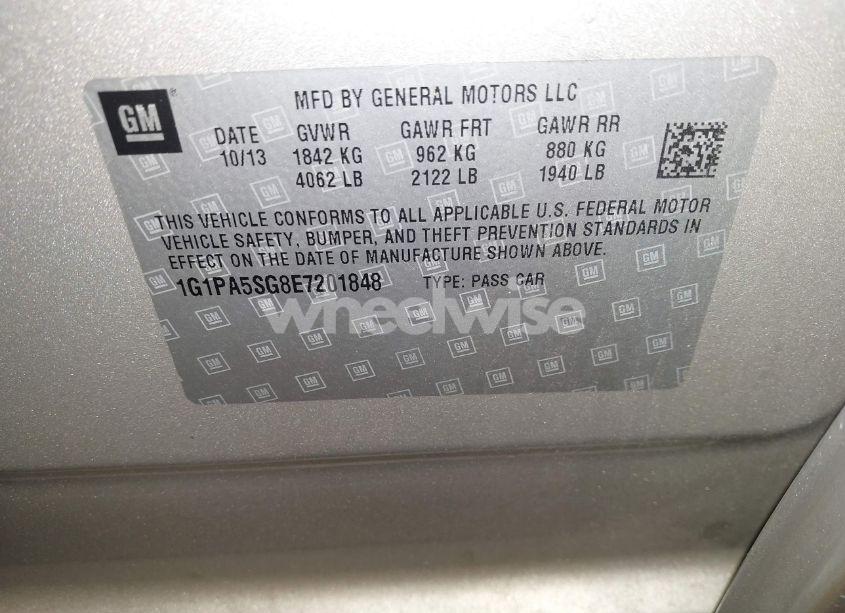 GM
MFD BY GENERAL MOTORS LLC
DATE GVWR GAWR FRT GAWR RR
10/13 1842 KG 962 KG 880 KG
4062 LB 2122 LB 1940 LB
THIS VEHICLE CONFORMS TO ALL APPLICABLE U.S. FEDERAL MOTOR
VEHICLE SAFETY, BUMPER, AND THEFT PREVENTION STANDARDS IN
EFFECT ON THE DATE OF MANUFACTURE SHOWN ABOVE.
1G1PA5SG8E7201848 TYPE: PASS CAR
wheelwise